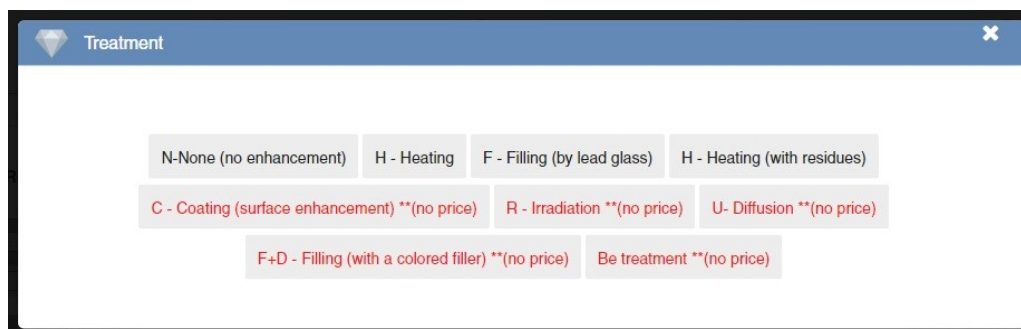 Treatment
N-None (no enhancement) H - Heating F - Filling (by lead glass) H - Heating (with residues)
C - Coating (surface enhancement) **(no price) R - Irradiation **(no price) U- Diffusion **(no price)
F+D - Filling (with a colored filler) **(no price) Be treatment **(no price)